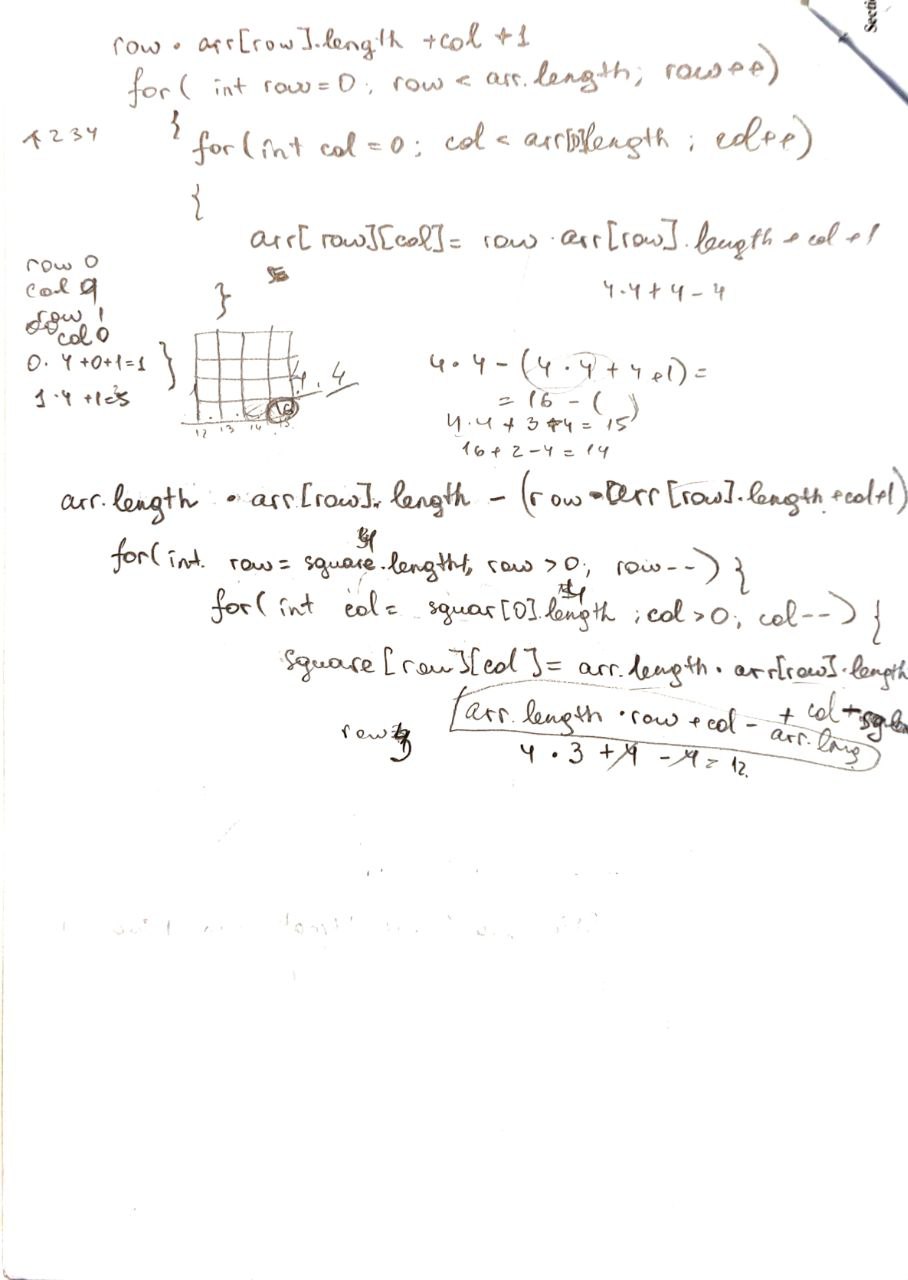 Secti
row • arr[row].length +col +1
for( int row=0; row < arr.length; row++)
1 2 3 4
{
for(int col = 0; col < arr[0]length ; col++)
{
arr[row][col]= row · arr[row].length + col +1
row 0
col 0
}
4·4+4-4
row 1
col 0
0·4+0+1=1 }
1·4+1=5
4.4
16
12 13 14 15
4·4-(4·4+4+1)=
= 16 - ( )
4·4+3+4=15
16+2-4=14
arr.length • arr[row].length - (row•arr[row].length+col+1)
for(int row= square.length, row >0; row--) {
for( int col= squar[0].length ;col>0; col--) {
square[row][col]= arr.length · arr[row].length
arr.length ·row+col -
+ col -
arr.leng
row 3
4 · 3 + 4 - 4 = 12